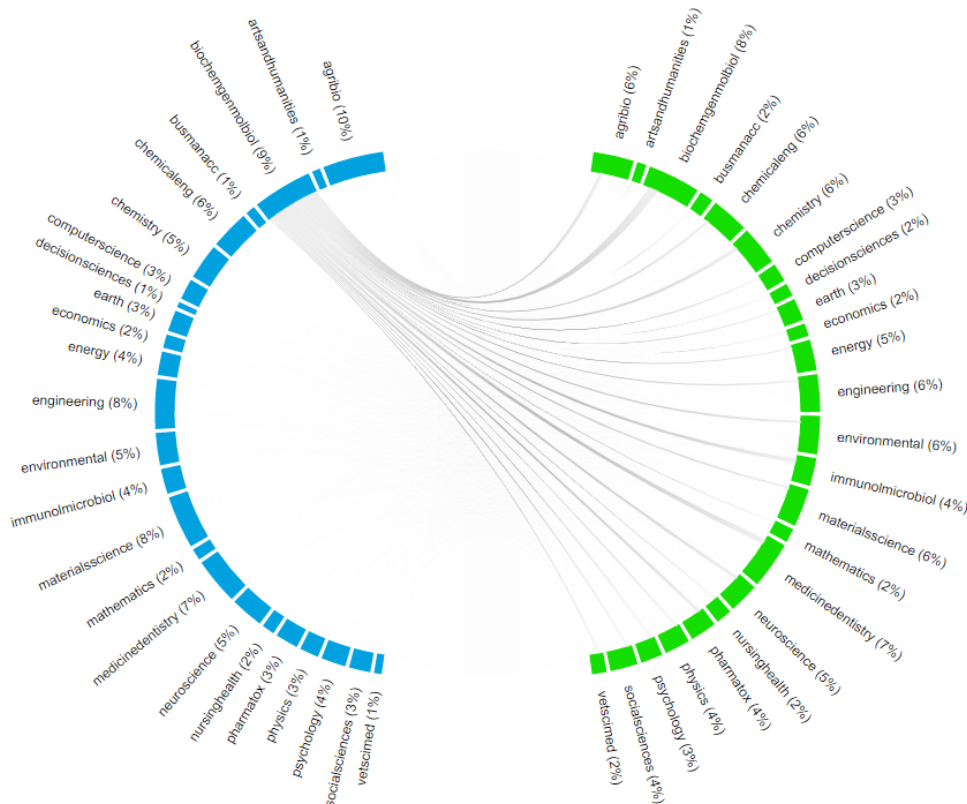 agribio (10%)
artsandhumanities (1%)
biochemgenmolbiol (9%)
busmanacc (1%)
chemicaleng (6%)
chemistry (5%)
computerscience (3%)
decisionsciences (1%)
earth (3%)
economics (2%)
energy (4%)
engineering (8%)
environmental (5%)
immunolmicrobiol (4%)
materialsscience (8%)
mathematics (2%)
medicinedentistry (7%)
neuroscience (5%)
nursinghealth (2%)
pharmatox (3%)
physics (3%)
psychology (4%)
socialsciences (3%)
vetscimed (1%)
agribio (6%)
artsandhumanities (1%)
biochemgenmolbiol (8%)
busmanacc (2%)
chemicaleng (6%)
chemistry (6%)
computerscience (3%)
decisionsciences (2%)
earth (3%)
economics (2%)
energy (5%)
engineering (6%)
environmental (6%)
immunolmicrobiol (4%)
materialsscience (6%)
mathematics (2%)
medicinedentistry (7%)
neuroscience (5%)
nursinghealth (2%)
pharmatox (4%)
physics (4%)
psychology (3%)
socialsciences (4%)
vetscimed (2%)